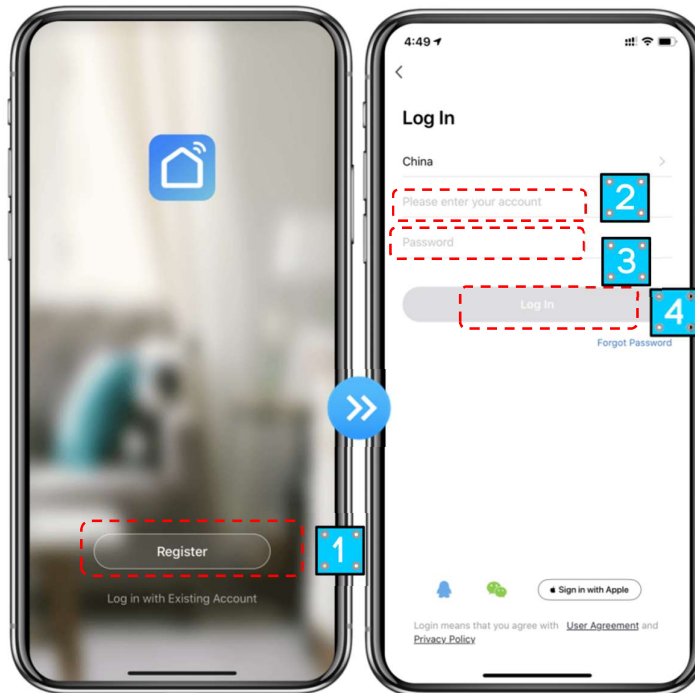 Register
1
Log in with Existing Account
4:49
Log In
China
Please enter your account
2
Password
3
Log In
4
Forgot Password
Sign in with Apple
Login means that you agree with User Agreement and
Privacy Policy